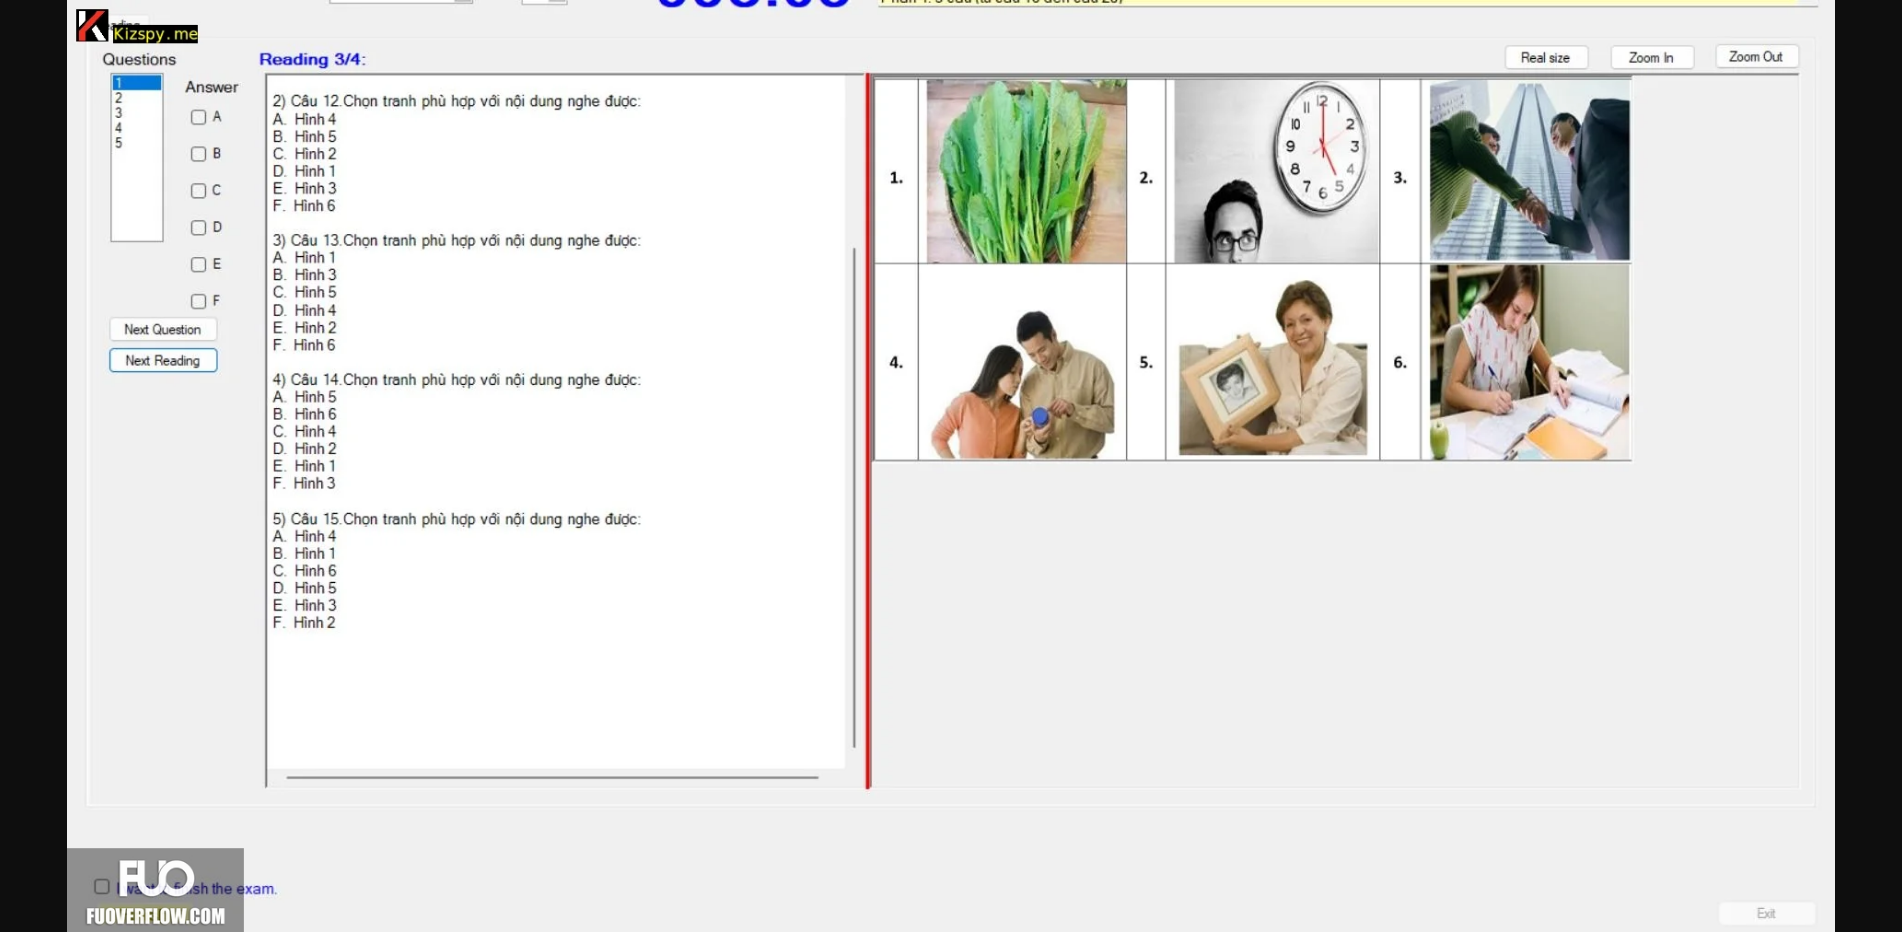 Kizspy.me
Questions
Reading 3/4:
Real size
Zoom In
Zoom Out
1
2
3
4
5
Answer
A
B
C
D
E
F
Next Question
Next Reading
2) Câu 12.Chọn tranh phù hợp với nội dung nghe được:
A. Hình 4
B. Hình 5
C. Hình 2
D. Hình 1
E. Hình 3
F. Hình 6
3) Câu 13.Chọn tranh phù hợp với nội dung nghe được:
A. Hình 1
B. Hình 3
C. Hình 5
D. Hình 4
E. Hình 2
F. Hình 6
4) Câu 14.Chọn tranh phù hợp với nội dung nghe được:
A. Hình 5
B. Hình 6
C. Hình 4
D. Hình 2
E. Hình 1
F. Hình 3
5) Câu 15.Chọn tranh phù hợp với nội dung nghe được:
A. Hình 4
B. Hình 1
C. Hình 6
D. Hình 5
E. Hình 3
F. Hình 2
1.
2.
12
1
2
3
4
5
6
7
8
9
10
11
3.
4.
5.
6.
FUO
I want finish the exam.
FUOVERFLOW.COM
Exit